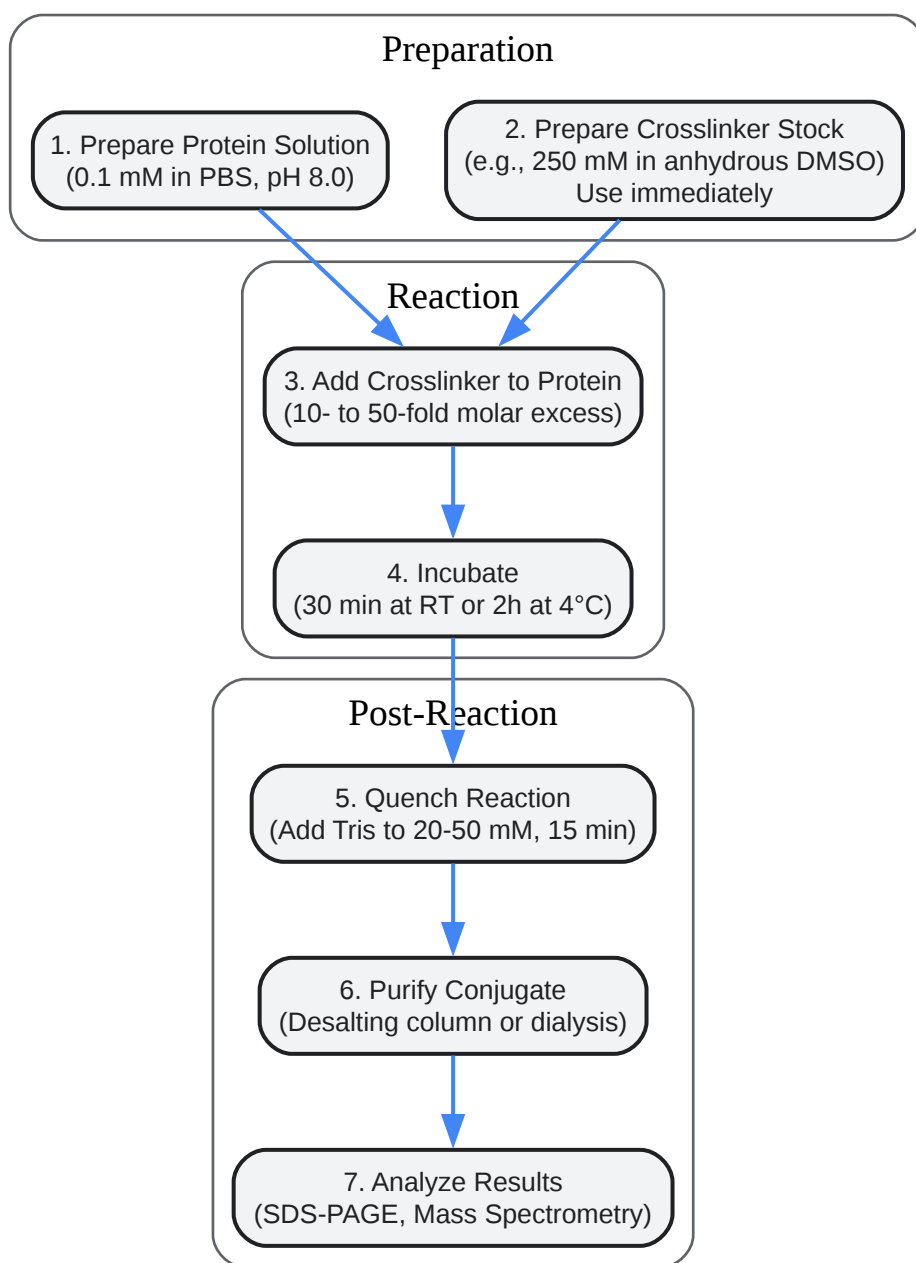 Preparation
1. Prepare Protein Solution
(0.1 mM in PBS, pH 8.0)
2. Prepare Crosslinker Stock
(e.g., 250 mM in anhydrous DMSO)
Use immediately
Reaction
3. Add Crosslinker to Protein
(10- to 50-fold molar excess)
4. Incubate
(30 min at RT or 2h at 4°C)
Post-Reaction
5. Quench Reaction
(Add Tris to 20-50 mM, 15 min)
6. Purify Conjugate
(Desalting column or dialysis)
7. Analyze Results
(SDS-PAGE, Mass Spectrometry)